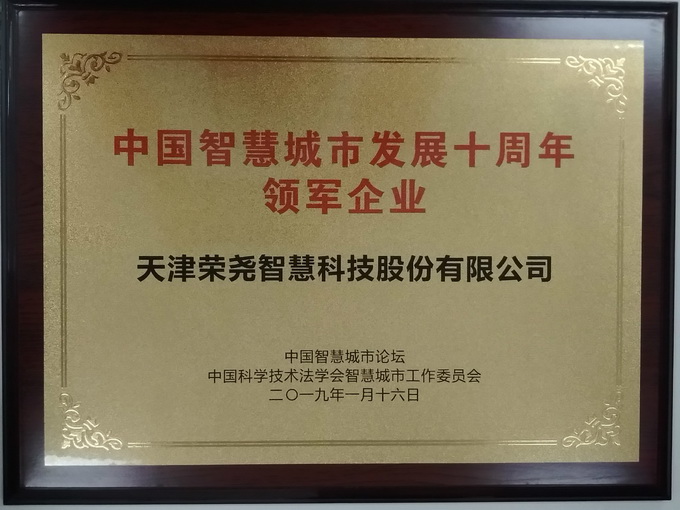 中国智慧城市发展十周年
领军企业
天津荣尧智慧科技股份有限公司
中国智慧城市论坛
中国科学技术法学会智慧城市工作委员会
二〇一九年一月十六日